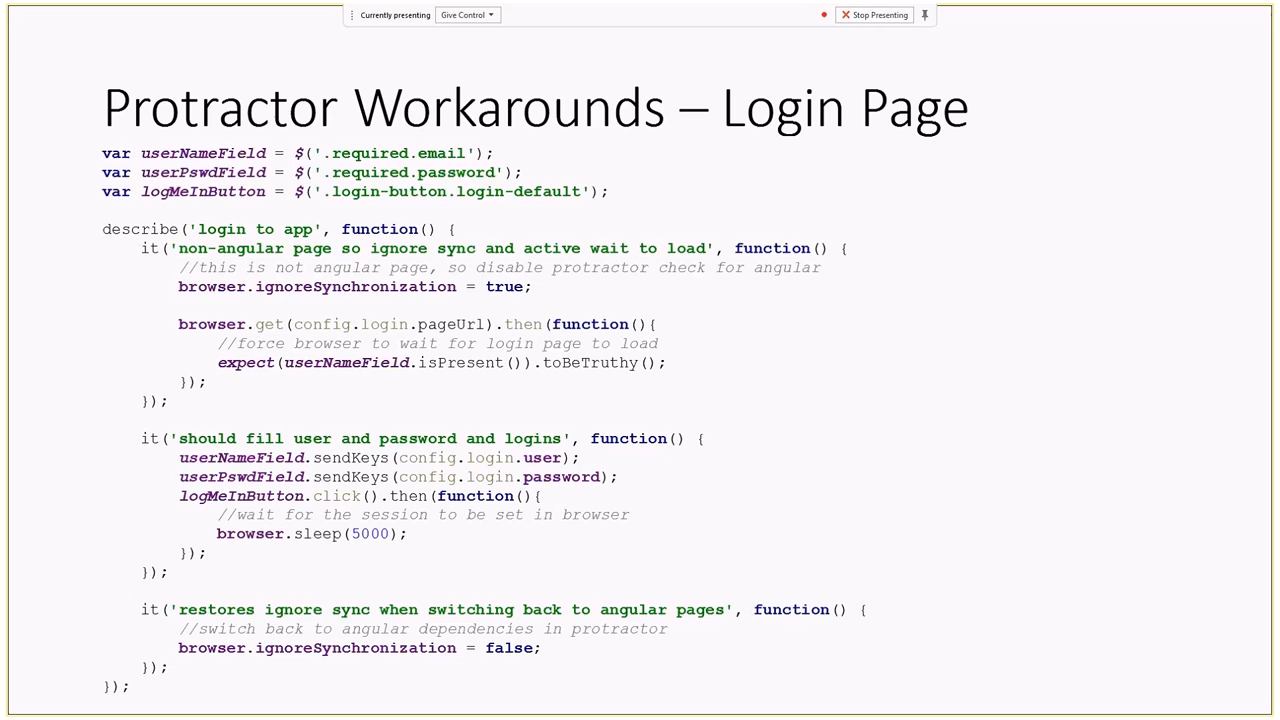 Currently presenting Give Control Stop Presenting
Protractor Workarounds – Login Page
var userNameField = $('.required.email');
var userPswdField = $('.required.password');
var logMeInButton = $('.login-button.login-default');
describe('login to app', function() {
it('non-angular page so ignore sync and active wait to load', function() {
//this is not angular page, so disable protractor check for angular
browser.ignoreSynchronization = true;
browser.get(config.login.pageUrl).then(function(){
//force browser to wait for login page to load
expect(userNameField.isPresent()).toBeTruthy();
});
});
it('should fill user and password and logins', function() {
userNameField.sendKeys(config.login.user);
userPswdField.sendKeys(config.login.password);
logMeInButton.click().then(function(){
//wait for the session to be set in browser
browser.sleep(5000);
});
});
it('restores ignore sync when switching back to angular pages', function() {
//switch back to angular dependencies in protractor
browser.ignoreSynchronization = false;
});
});